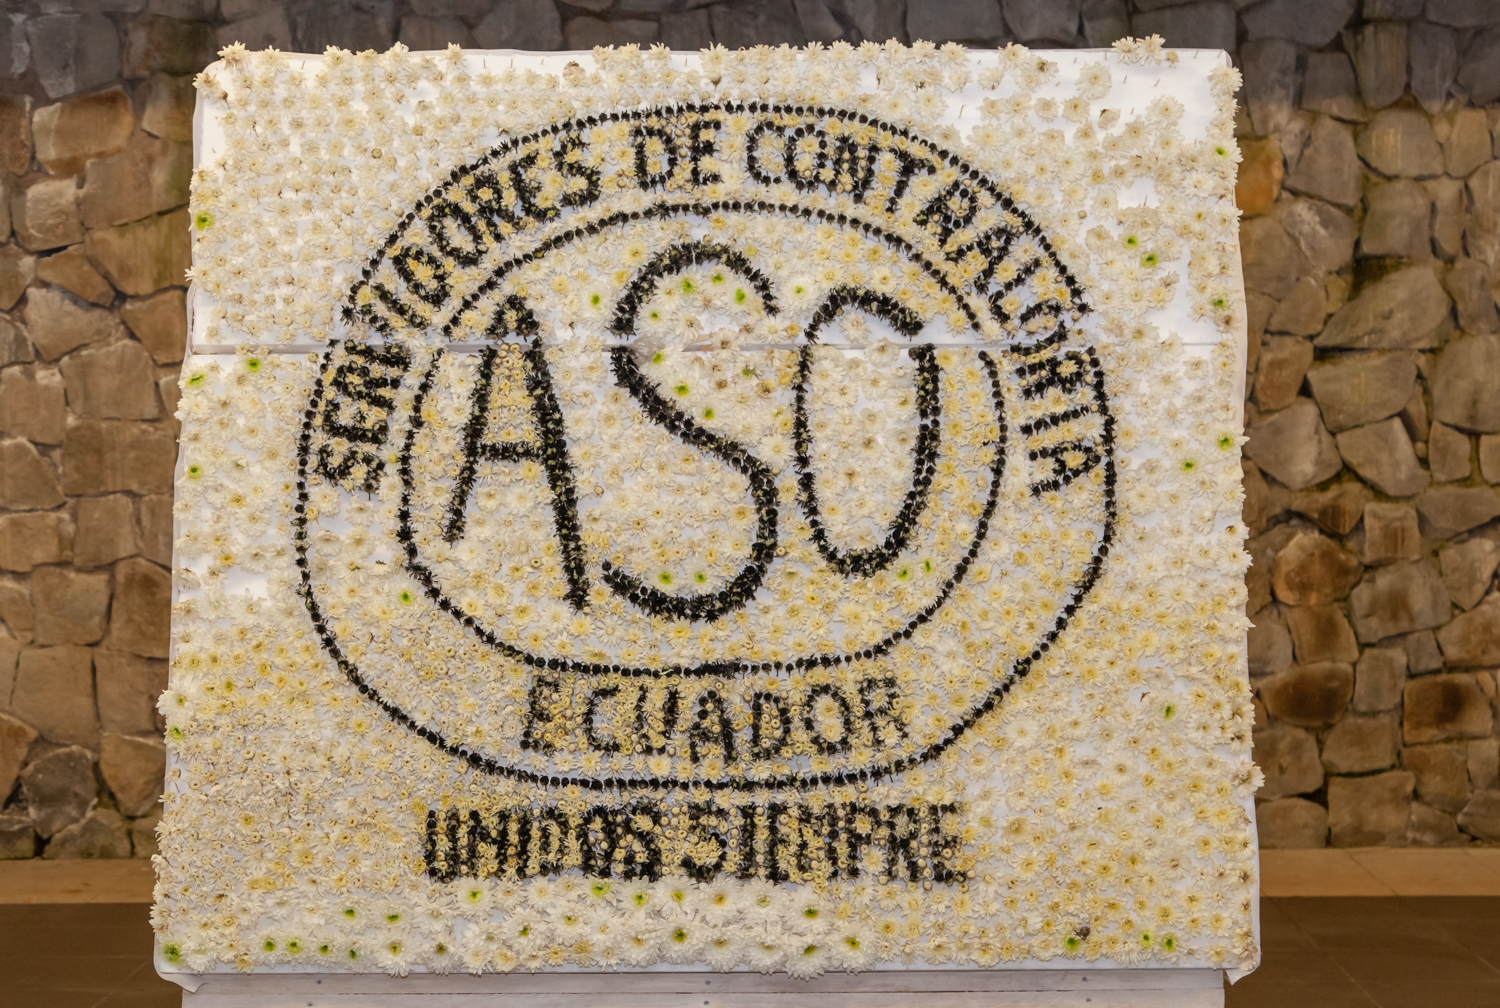 SERVIDORES DE CONTRALORIA
ASO
ECUADOR
UNIDOS SIEMPRE